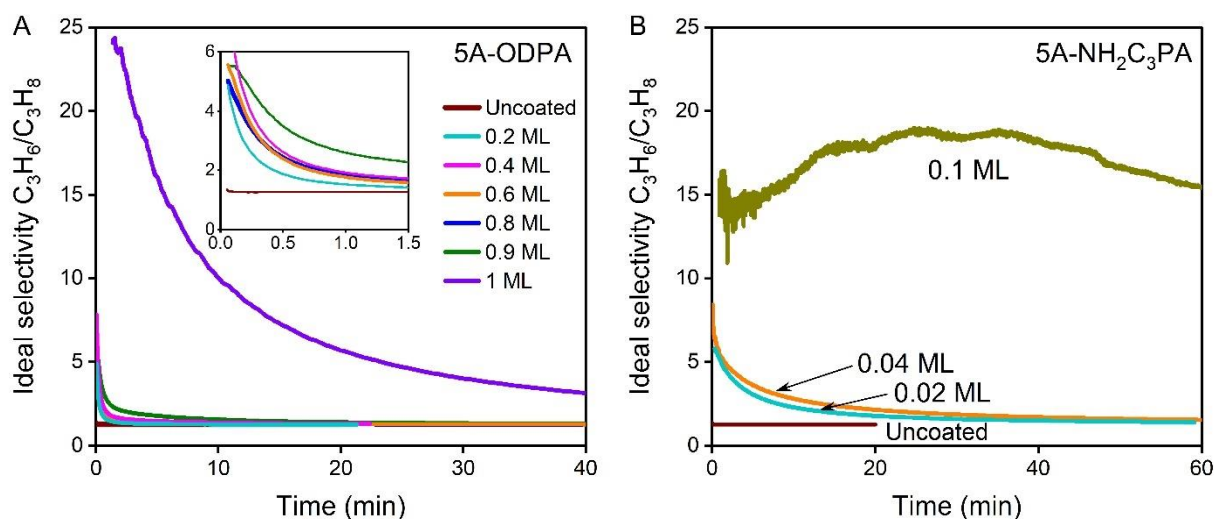 A
5A-ODPA
Ideal selectivity C₃H₆/C₃H₈
25
20
15
10
5
0
6
4
2
0
0.0 0.5 1.0 1.5
Uncoated
0.2 ML
0.4 ML
0.6 ML
0.8 ML
0.9 ML
1 ML
0 10 20 30 40
Time (min)
B
5A-NH₂C₃PA
Ideal selectivity C₃H₆/C₃H₈
25
20
15
10
5
0
0.1 ML
0.04 ML
0.02 ML
Uncoated
0 20 40 60
Time (min)